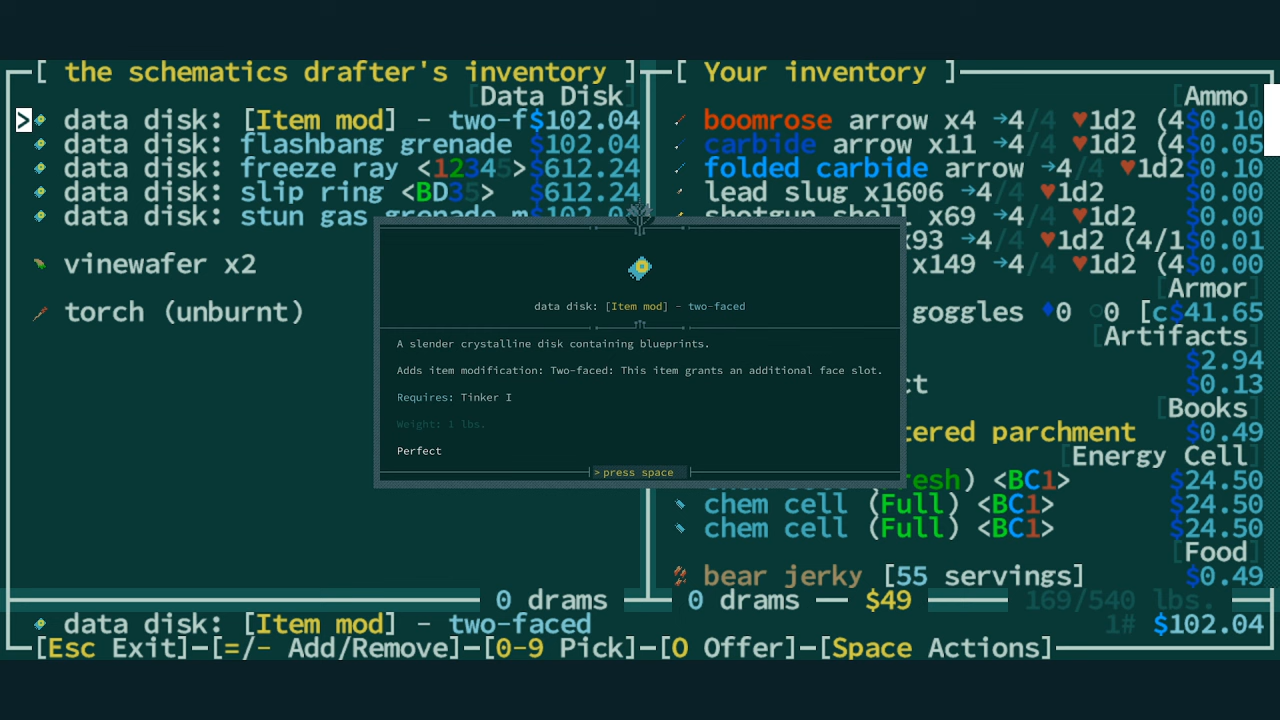 [ the schematics drafter's inventory ]
[Data Disk]
> data disk: [Item mod] - two-f$102.04
data disk: flashbang grenade $102.04
data disk: freeze ray <12345> $612.24
data disk: slip ring <BD35> $612.24
data disk: stun gas grenade m$102.04
vinewafer x2
torch (unburnt)
[ Your inventory ]
[Ammo]
boomrose arrow x4 →4/4 ♥1d2 (4$0.10
carbide arrow x11 →4/4 ♥1d2 (4$0.05
folded carbide arrow →4/4 ♥1d2 $0.10
lead slug x1606 →4/4 ♥1d2 $0.00
shotgun shell x69 →4/4 ♥1d2 $0.00
x93 →4/4 ♥1d2 (4/1$0.01
x149 →4/4 ♥1d2 (4$0.00
[Armor]
goggles ♦0 ○0 [c$41.65
[Artifacts]
$2.94
ct $0.13
[Books]
tered parchment $0.49
[Energy Cell]
chem cell (Fresh) <BC1> $24.50
chem cell (Full) <BC1> $24.50
chem cell (Full) <BC1> $24.50
[Food]
bear jerky [55 servings] $0.49
data disk: [Item mod] - two-faced
A slender crystalline disk containing blueprints.
Adds item modification: Two-faced: This item grants an additional face slot.
Requires: Tinker I
Weight: 1 lbs.
Perfect
> press space
0 drams
0 drams — $49
169/540 lbs.
data disk: [Item mod] - two-faced
1# $102.04
[Esc Exit]—[=/- Add/Remove]—[0-9 Pick]—[O Offer]—[Space Actions]